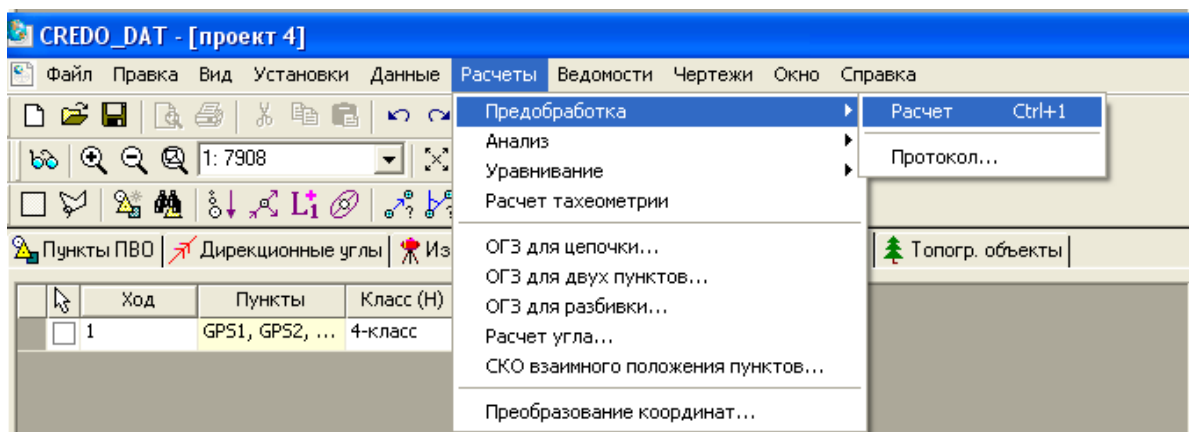 CREDO_DAT - [проект 4]
Файл Правка Вид Установки Данные Расчеты Ведомости Чертежи Окно Справка
Предобработка
Расчет Ctrl+1
Протокол...
Анализ
Уравнивание
Расчет тахеометрии
ОГЗ для цепочки...
ОГЗ для двух пунктов...
ОГЗ для разбивки...
Расчет угла...
СКО взаимного положения пунктов...
Преобразование координат...
1: 7908
Пункты ПВО Дирекционные углы Из Топогр. объекты
Ход Пункты Класс (H)
1 GPS1, GPS2, ... 4-класс